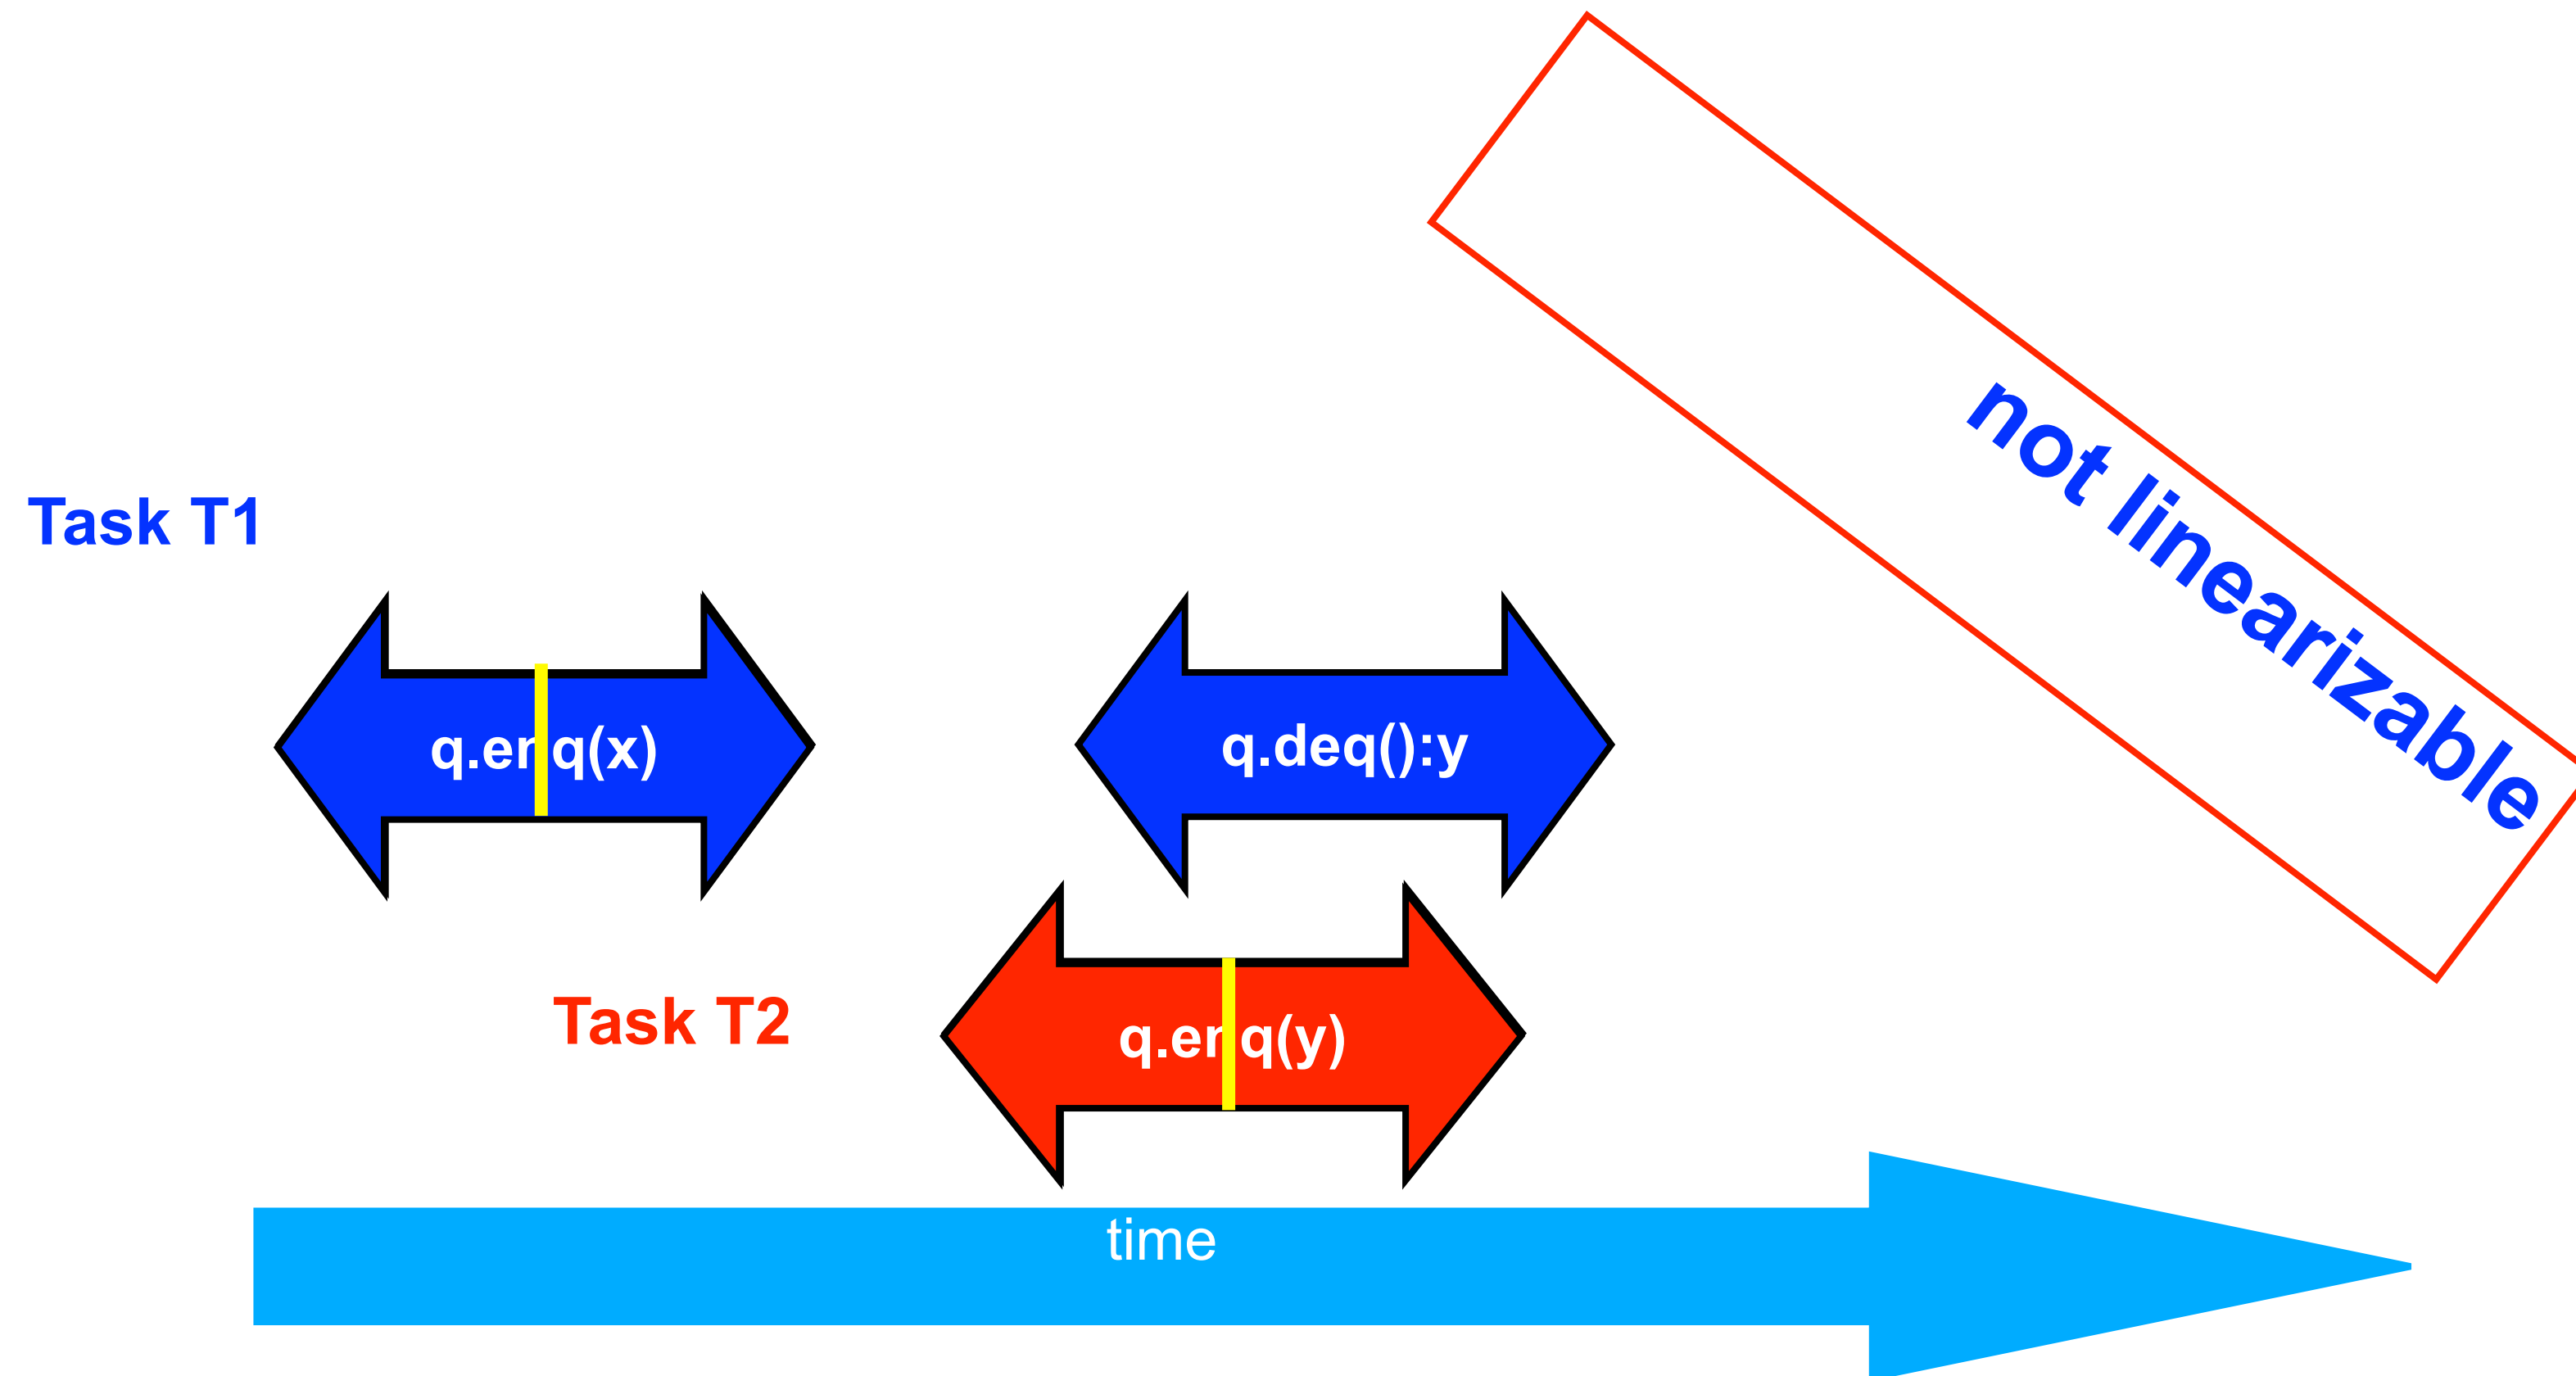 not linearizable
Task T1
q.enq(x)
q.deq():y
Task T2
q.enq(y)
time